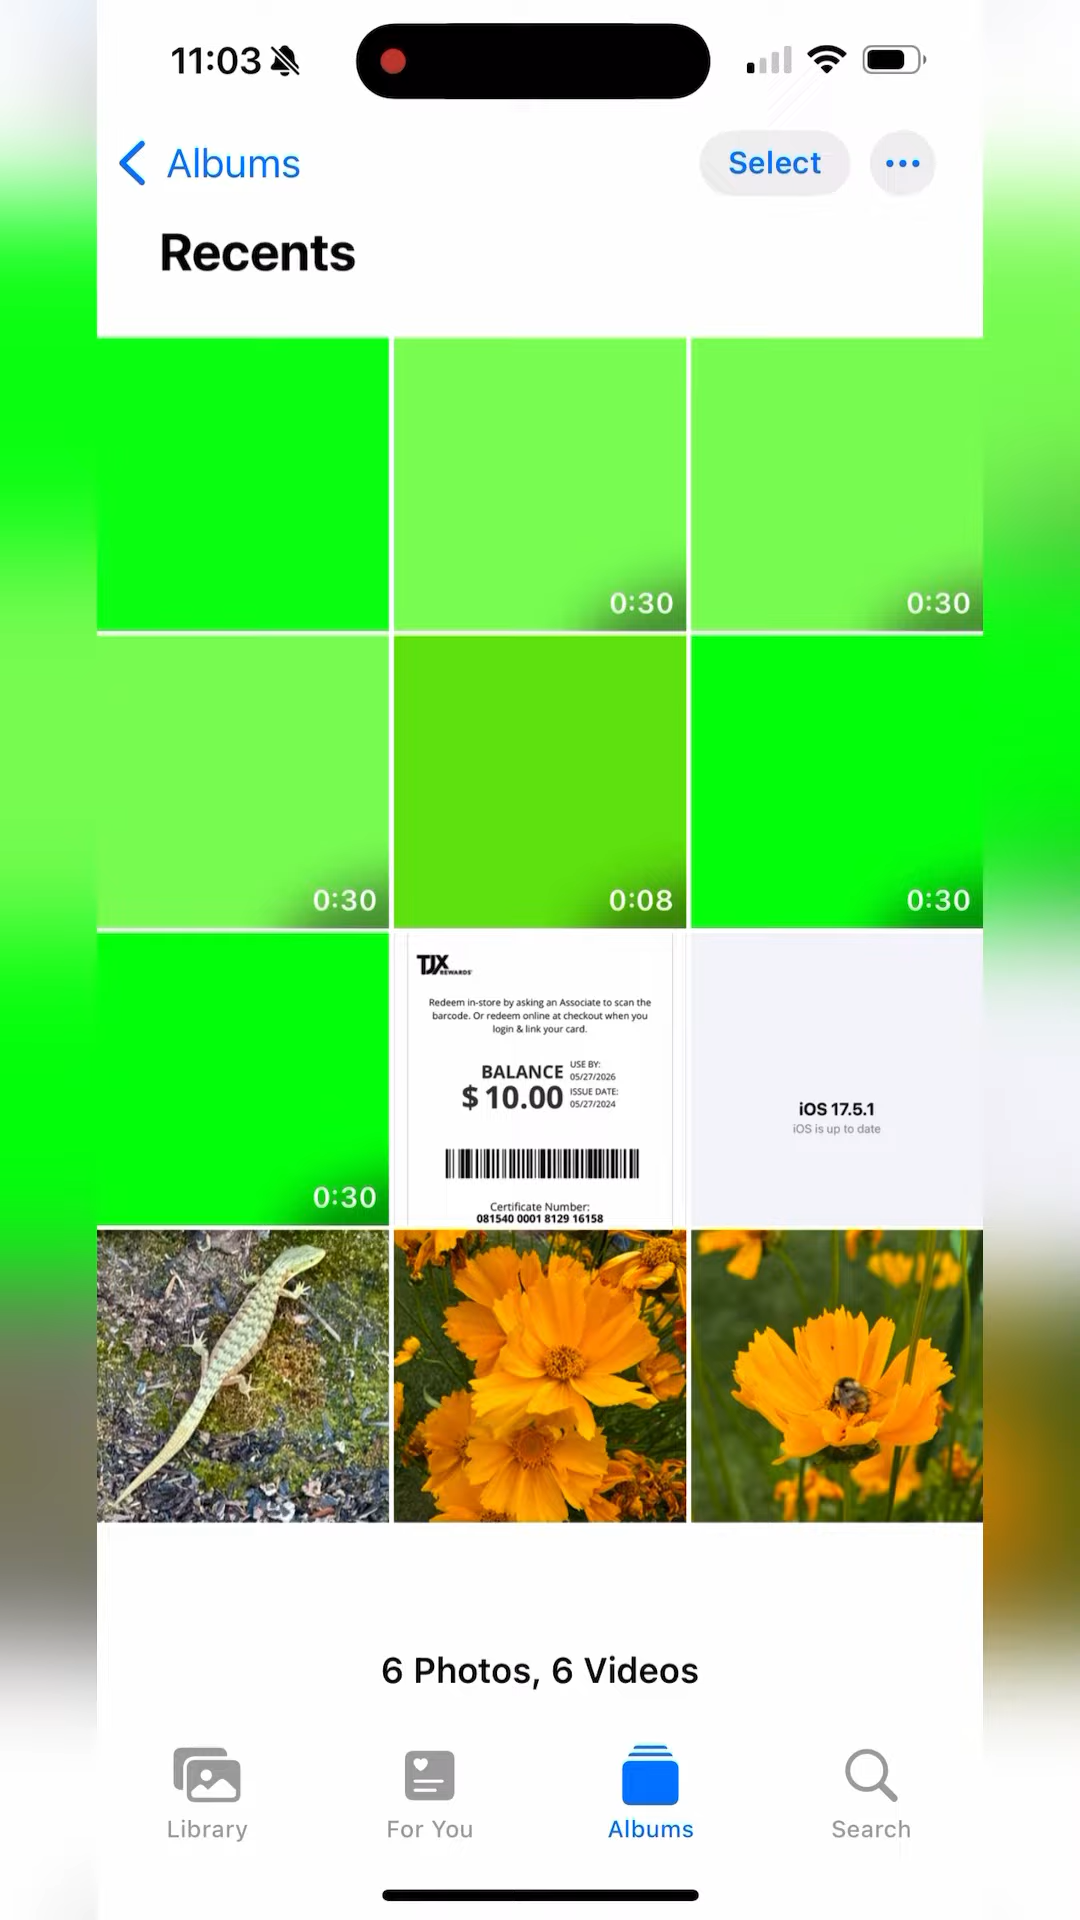 11:03
Albums
Select
Recents
0:30
0:30
0:30
0:08
0:30
0:30
TJX
REWARDS
Redeem in-store by asking an Associate to scan the
barcode. Or redeem online at checkout when you
login & link your card.
BALANCE
$ 10.00
USE BY:
05/27/2026
ISSUE DATE:
05/27/2024
Certificate Number:
081540 0001 8129 16158
iOS 17.5.1
iOS is up to date
6 Photos, 6 Videos
Library
For You
Albums
Search